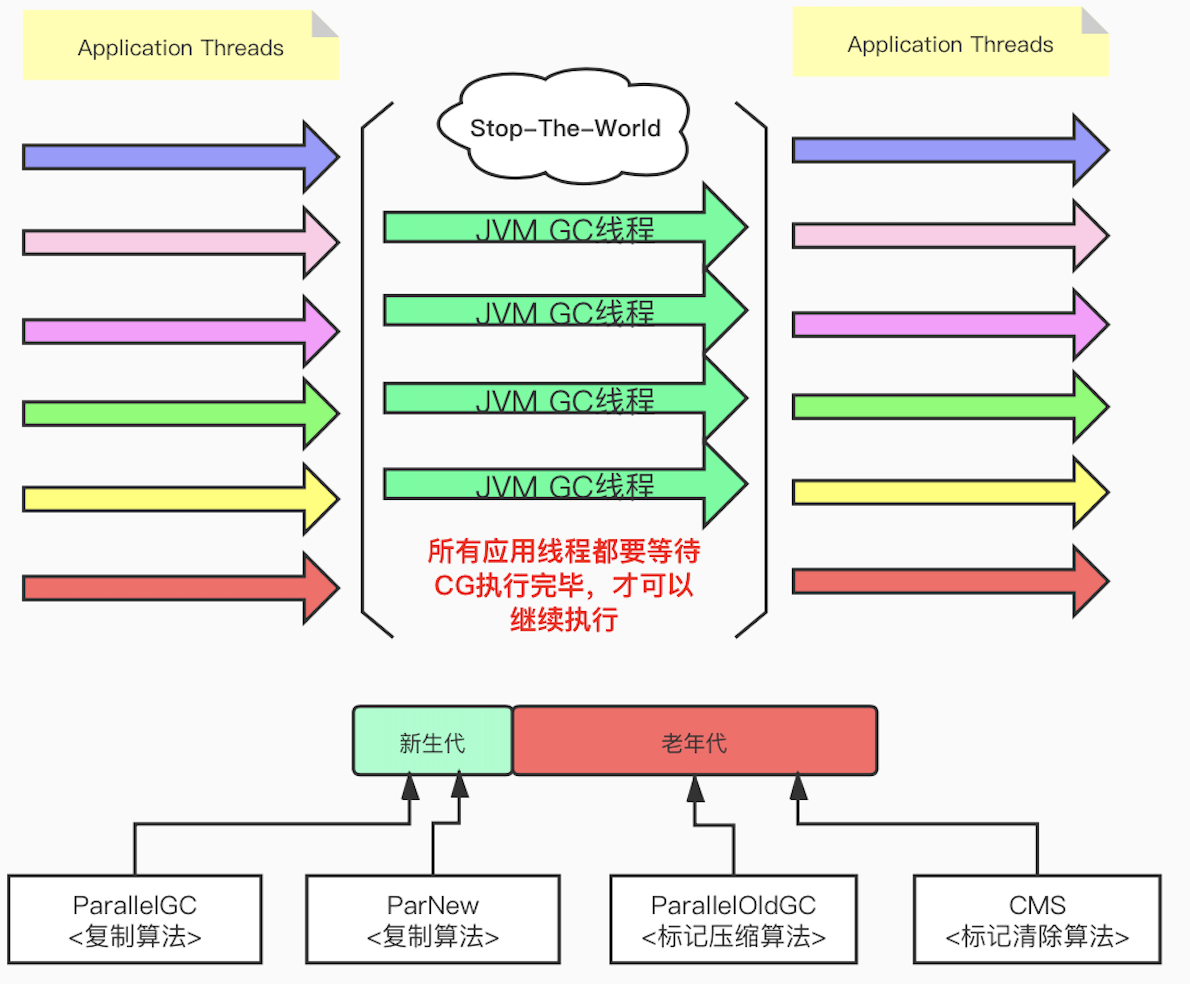 Application Threads
Application Threads
Stop-The-World
JVM GC线程
JVM GC线程
JVM GC线程
JVM GC线程
所有应用线程都要等待
CG执行完毕，才可以
继续执行
新生代
老年代
ParallelGC
<复制算法>
ParNew
<复制算法>
ParallelOldGC
<标记压缩算法>
CMS
<标记清除算法>